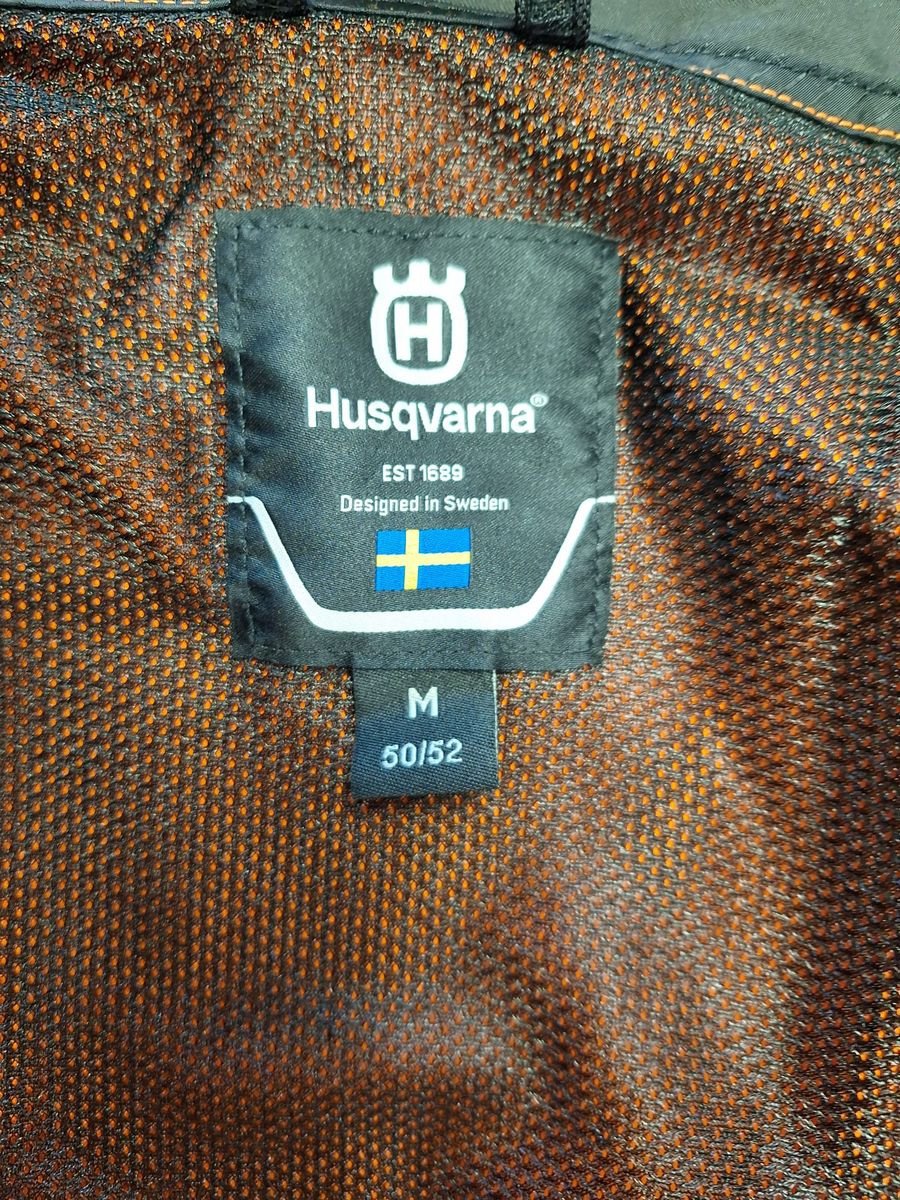 H
Husqvarna®
EST 1689
Designed in Sweden
M
50/52